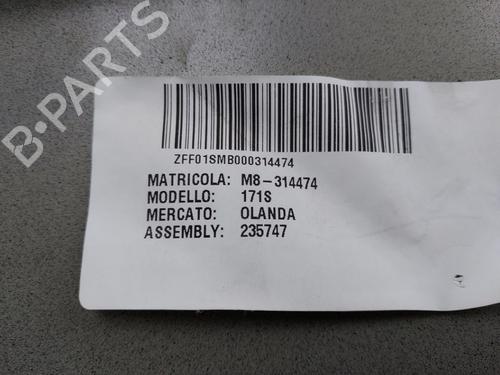 B-PARTS
ZFF01SMB000314474
MATRICOLA: M8-314474
MODELLO: 171S
MERCATO: OLANDA
ASSEMBLY: 235747